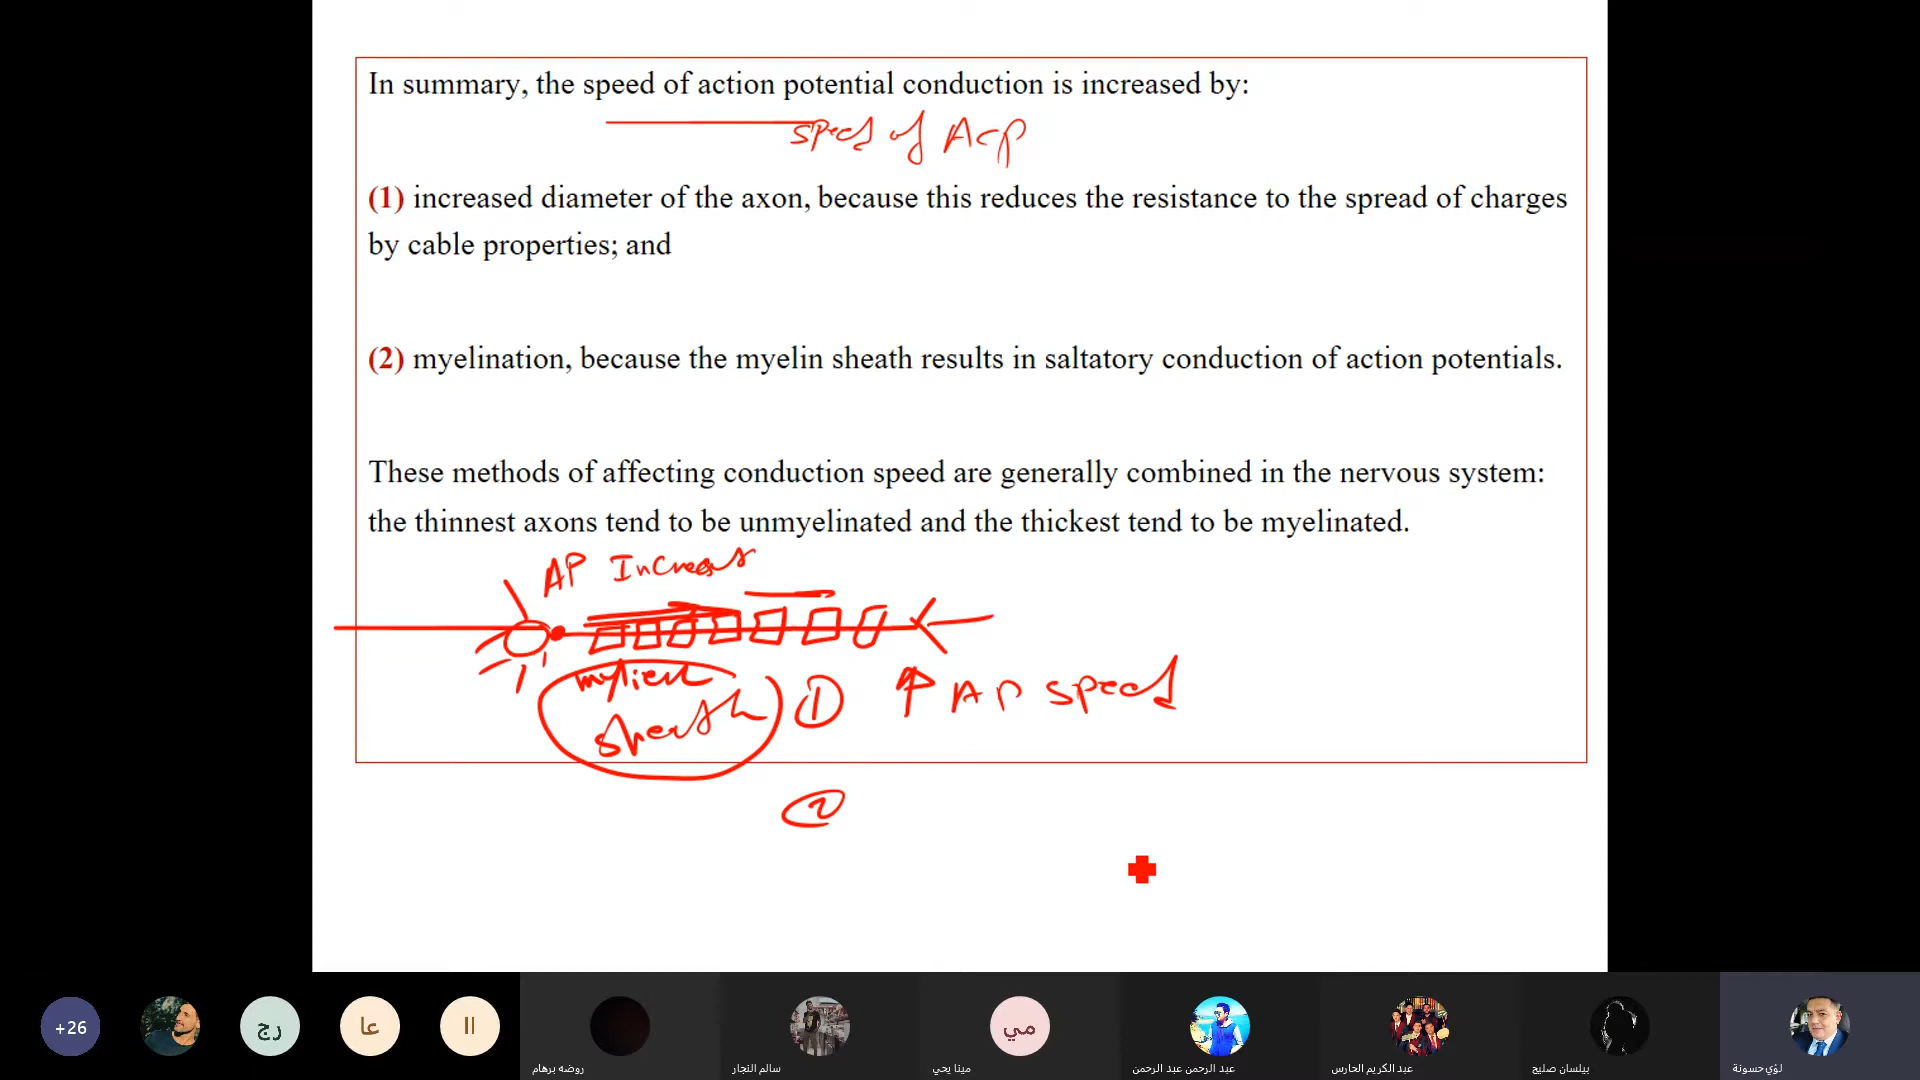 In summary, the speed of action potential conduction is increased by:
speed of Acp
(1) increased diameter of the axon, because this reduces the resistance to the spread of charges
by cable properties; and
(2) myelination, because the myelin sheath results in saltatory conduction of action potentials.
These methods of affecting conduction speed are generally combined in the nervous system:
the thinnest axons tend to be unmyelinated and the thickest tend to be myelinated.
AP Increas
sheath
1 ↑ AP speed
2
+26
رج
عا
اا
مي
روضه برهام
سالم النجار
مينا يحي
عبد الرحمن عبد الرحمن
عبد الكريم الحارس
بيلسان صليح
لؤي حسونة